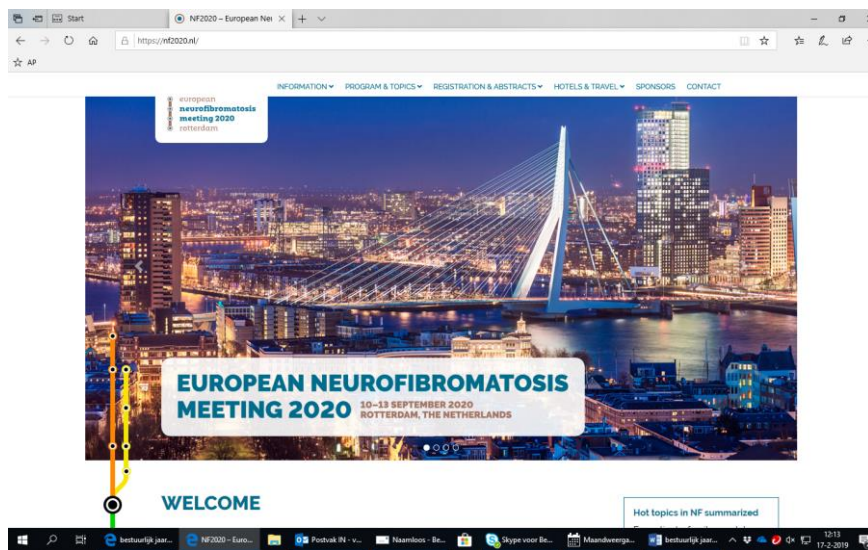 Start
NF2020 – European Neu
https://nf2020.nl/
AP
INFORMATION PROGRAM & TOPICS REGISTRATION & ABSTRACTS HOTELS & TRAVEL SPONSORS CONTACT
european
neurofibromatosis
meeting 2020
rotterdam
EUROPEAN NEUROFIBROMATOSIS
MEETING 2020
10–13 SEPTEMBER 2020
ROTTERDAM, THE NETHERLANDS
WELCOME
Hot topics in NF summarized
bestuurlijk jaar... NF2020 – Euro... Postvak IN - v... Naamloos - Be... Skype voor Be... Maandweerga... bestuurlijk jaar...
12:13
17-2-2019